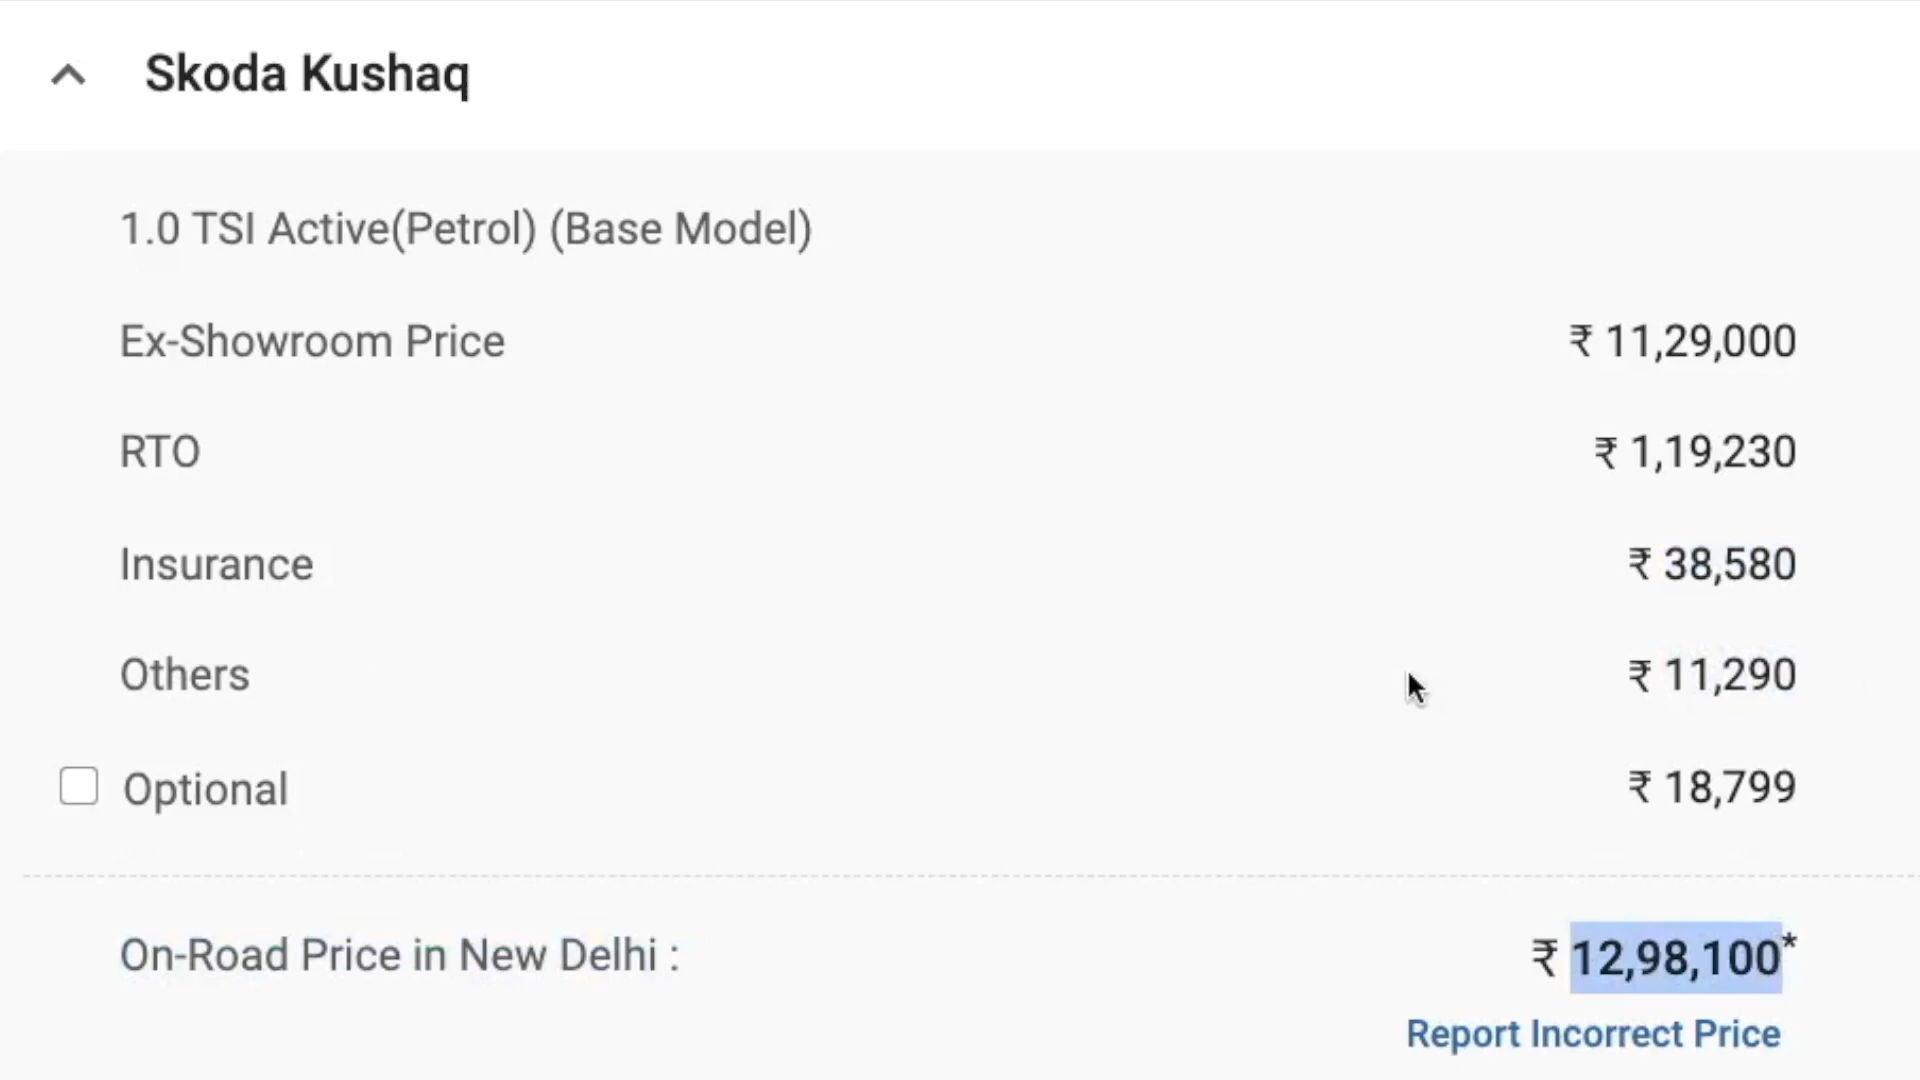 Skoda Kushaq
1.0 TSI Active(Petrol) (Base Model)
Ex-Showroom Price ₹ 11,29,000
RTO ₹ 1,19,230
Insurance ₹ 38,580
Others ₹ 11,290
Optional ₹ 18,799
On-Road Price in New Delhi : ₹ 12,98,100*
Report Incorrect Price